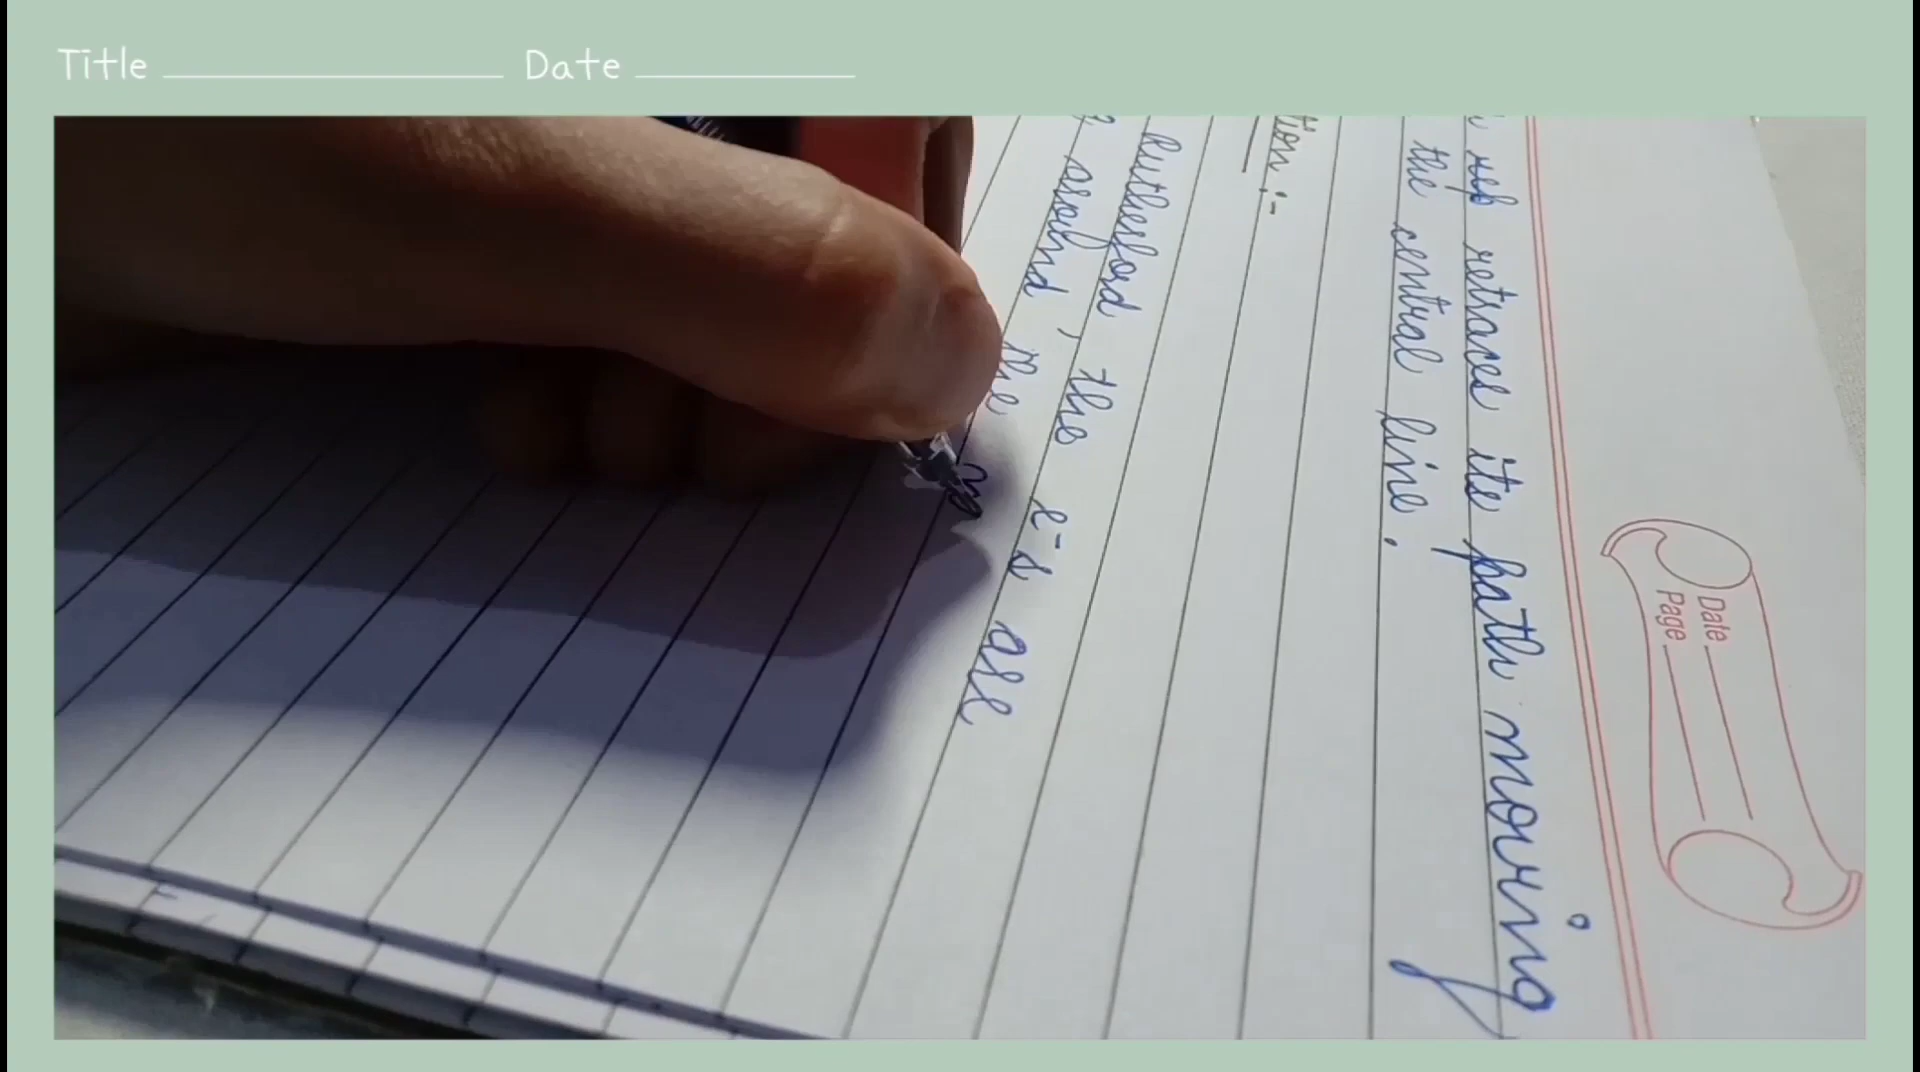 Title Date
Date
Page
retraces its path moving
the central line.
tion :-
Rutherford, the e⁻s are
around the